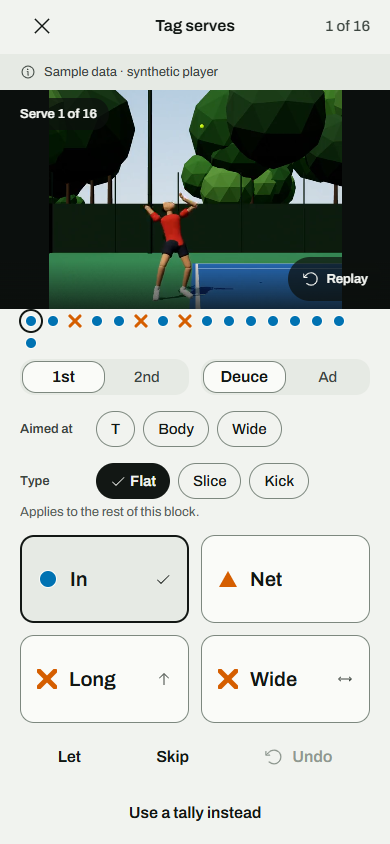 Tag serves
1 of 16
Sample data · synthetic player
Serve 1 of 16
Replay
1st
2nd
Deuce
Ad
Aimed at
T
Body
Wide
Type
Flat
Slice
Kick
Applies to the rest of this block.
In
Net
Long
Wide
Let
Skip
Undo
Use a tally instead